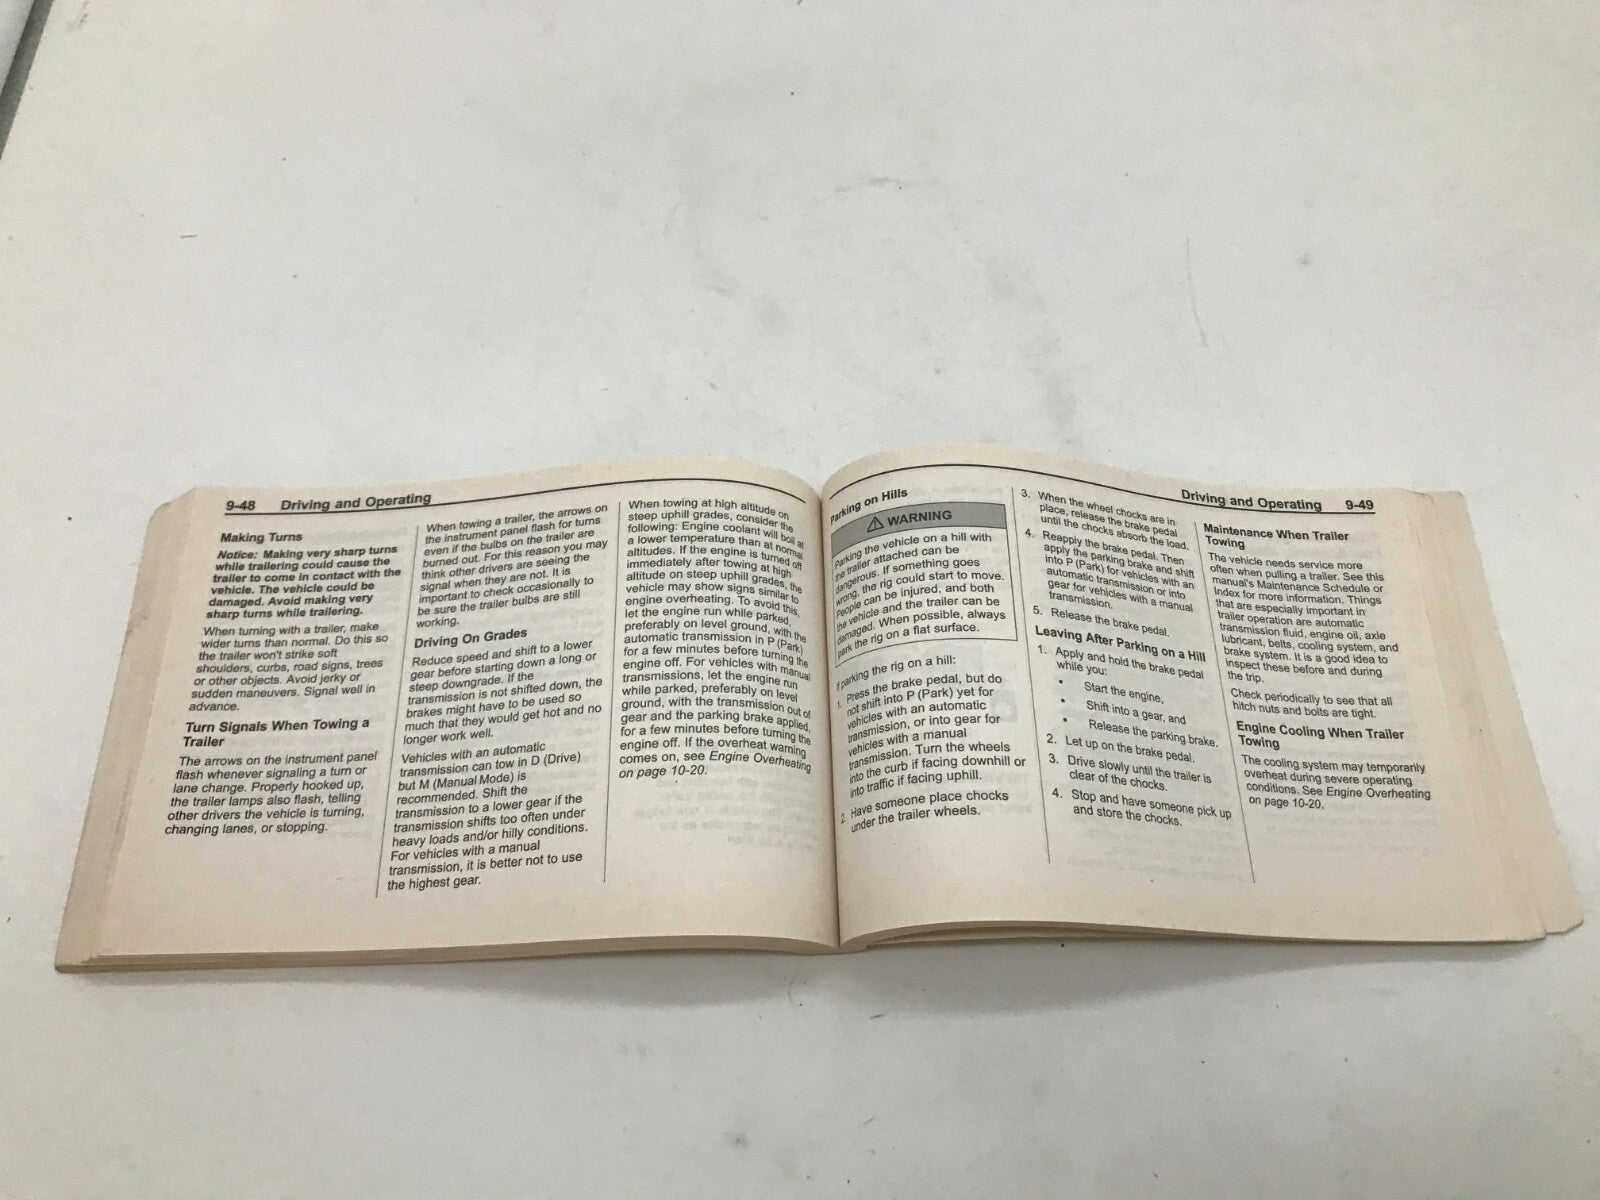 9-48 Driving and Operating
Making Turns
Notice: Making very sharp turns
while trailering could cause the
trailer to come in contact with the
vehicle. The vehicle could be
damaged. Avoid making very
sharp turns while trailering.
When turning with a trailer, make
wider turns than normal. Do this so
the trailer won't strike soft
shoulders, curbs, road signs, trees
or other objects. Avoid jerky or
sudden maneuvers. Signal well in
advance.
Turn Signals When Towing a
Trailer
The arrows on the instrument panel
flash whenever signaling a turn or
lane change. Properly hooked up,
the trailer lamps also flash, telling
other drivers the vehicle is turning,
changing lanes, or stopping.
When towing a trailer, the arrows on
the instrument panel flash for turns
even if the bulbs on the trailer are
burned out. For this reason you may
think other drivers are seeing the
signal when they are not. It is
important to check occasionally to
be sure the trailer bulbs are still
working.
Driving On Grades
Reduce speed and shift to a lower
gear before starting down a long or
steep downgrade. If the
transmission is not shifted down, the
brakes might have to be used so
much that they would get hot and no
longer work well.
Vehicles with an automatic
transmission can tow in D (Drive)
but M (Manual Mode) is
recommended. Shift the
transmission to a lower gear if the
transmission shifts too often under
heavy loads and/or hilly conditions.
For vehicles with a manual
transmission, it is better not to use
the highest gear.
When towing at high altitude on
steep uphill grades, consider the
following: Engine coolant will boil at
a lower temperature than at normal
altitudes. If the engine is turned off
immediately after towing at high
altitude on steep uphill grades, the
vehicle may show signs similar to
engine overheating. To avoid this,
let the engine run while parked,
preferably on level ground, with the
automatic transmission in P (Park)
for a few minutes before turning the
engine off. For vehicles with manual
transmissions, let the engine run
while parked, preferably on level
ground, with the transmission out of
gear and the parking brake applied,
for a few minutes before turning the
engine off. If the overheat warning
comes on, see Engine Overheating
on page 10-20.
Driving and Operating 9-49
Parking on Hills
⚠ WARNING
Parking the vehicle on a hill with
the trailer attached can be
dangerous. If something goes
wrong, the rig could start to move.
People can be injured, and both
the vehicle and the trailer can be
damaged. When possible, always
park the rig on a flat surface.
If parking the rig on a hill:
1. Press the brake pedal, but do
not shift into P (Park) yet for
vehicles with an automatic
transmission, or into gear for
vehicles with a manual
transmission. Turn the wheels
into the curb if facing downhill or
into traffic if facing uphill.
2. Have someone place chocks
under the trailer wheels.
3. When the wheel chocks are in
place, release the brake pedal
until the chocks absorb the load.
4. Reapply the brake pedal. Then
apply the parking brake and shift
into P (Park) for vehicles with an
automatic transmission or into
gear for vehicles with a manual
transmission.
5. Release the brake pedal.
Leaving After Parking on a Hill
1. Apply and hold the brake pedal
while you:
• Start the engine,
• Shift into a gear, and
• Release the parking brake.
2. Let up on the brake pedal.
3. Drive slowly until the trailer is
clear of the chocks.
4. Stop and have someone pick up
and store the chocks.
Maintenance When Trailer
Towing
The vehicle needs service more
often when pulling a trailer. See this
manual's Maintenance Schedule or
Index for more information. Things
that are especially important in
trailer operation are automatic
transmission fluid, engine oil, axle
lubricant, belts, cooling system, and
brake system. It is a good idea to
inspect these before and during
the trip.
Check periodically to see that all
hitch nuts and bolts are tight.
Engine Cooling When Trailer
Towing
The cooling system may temporarily
overheat during severe operating
conditions. See Engine Overheating
on page 10-20.